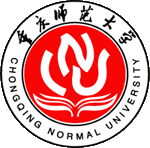 重庆师范大学
CHONGQING NORMAL UNIVERSITY